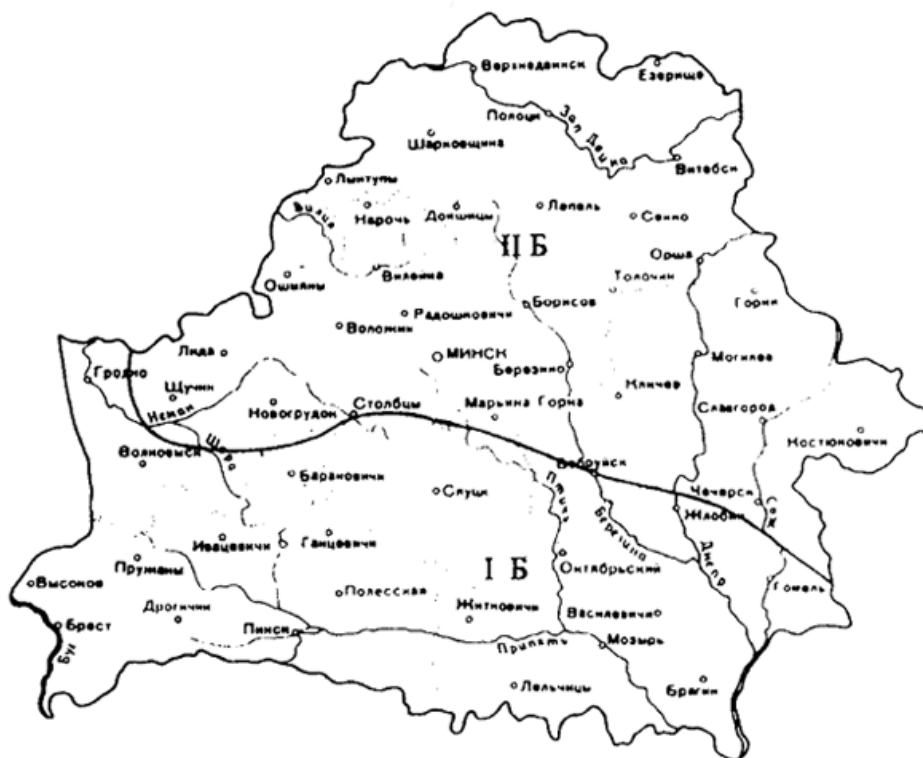 Верхнедвинск
Езерище
Полоцк
Зап Двина
Шарковщина
Витебск
Лынтупы
Вилия
Нарочь
Докшицы
Лепель
Сенно
II Б
Орша
Ошмяны
Вилейка
Толочин
Борисов
Горки
Радошковичи
Воложин
Лида
МИНСК
Могилев
Гродно
Березино
Щучин
Кличев
Неман
Новогрудок
Столбцы
Марьина Горка
Славгород
Костюковичи
Щара
Волковыск
Бобруйск
Барановичи
Слуцк
Птичь
Чечерск
Сож
Жлобин
Березина
Ивацевичи
Ганцевичи
Днепр
Пружаны
I Б
Октябрьский
Высокое
Полесская
Гомель
Дрогичин
Житковичи
Василевичи
Брест
Пинск
Буг
Припять
Мозырь
Лельчицы
Брагин